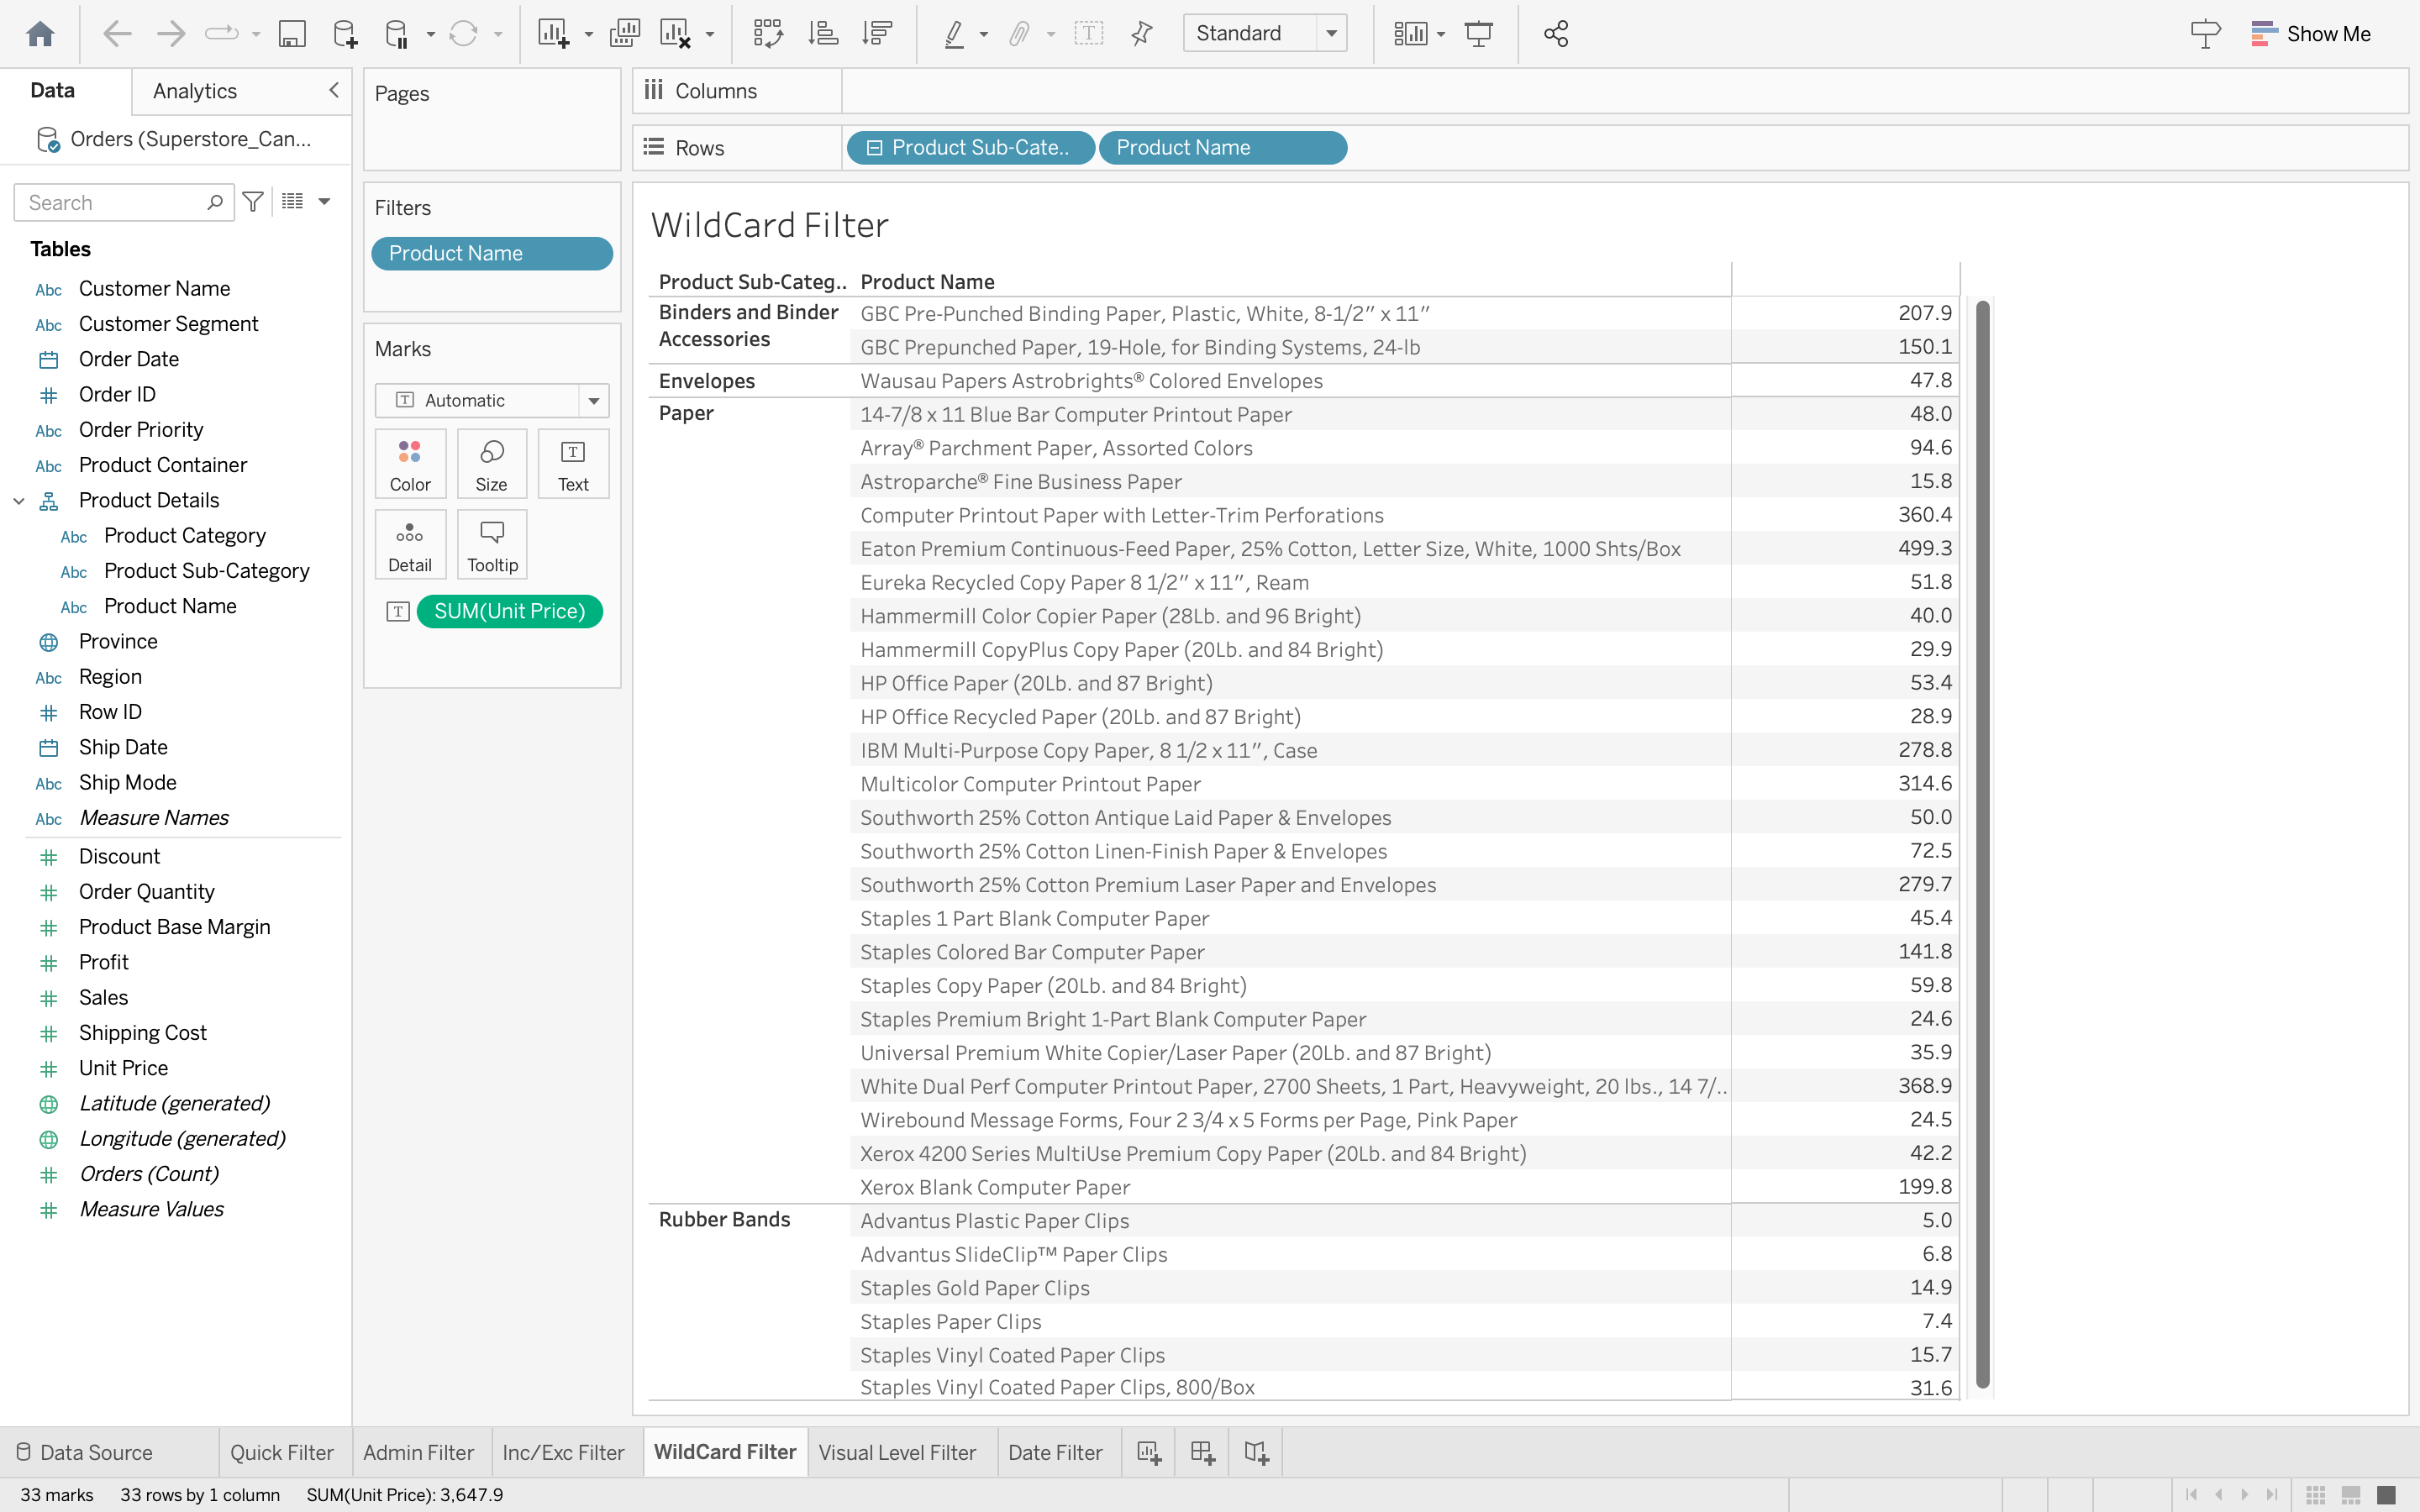 Standard
Show Me
Data
Analytics
Orders (Superstore_Can...
Search
Tables
Abc Customer Name
Abc Customer Segment
Order Date
Order ID
Abc Order Priority
Abc Product Container
Product Details
Abc Product Category
Abc Product Sub-Category
Abc Product Name
Province
Abc Region
Row ID
Ship Date
Abc Ship Mode
Abc Measure Names
Discount
Order Quantity
Product Base Margin
Profit
Sales
Shipping Cost
Unit Price
Latitude (generated)
Longitude (generated)
Orders (Count)
Measure Values
Pages
Filters
Product Name
Marks
Automatic
Color Size Text
Detail Tooltip
SUM(Unit Price)
Columns
Rows Product Sub-Cate.. Product Name
WildCard Filter
Product Sub-Categ.. Product Name
Binders and Binder Accessories
GBC Pre-Punched Binding Paper, Plastic, White, 8-1/2” x 11” 207.9
GBC Prepunched Paper, 19-Hole, for Binding Systems, 24-lb 150.1
Envelopes Wausau Papers Astrobrights® Colored Envelopes 47.8
Paper 14-7/8 x 11 Blue Bar Computer Printout Paper 48.0
Array® Parchment Paper, Assorted Colors 94.6
Astroparche® Fine Business Paper 15.8
Computer Printout Paper with Letter-Trim Perforations 360.4
Eaton Premium Continuous-Feed Paper, 25% Cotton, Letter Size, White, 1000 Shts/Box 499.3
Eureka Recycled Copy Paper 8 1/2” x 11”, Ream 51.8
Hammermill Color Copier Paper (28Lb. and 96 Bright) 40.0
Hammermill CopyPlus Copy Paper (20Lb. and 84 Bright) 29.9
HP Office Paper (20Lb. and 87 Bright) 53.4
HP Office Recycled Paper (20Lb. and 87 Bright) 28.9
IBM Multi-Purpose Copy Paper, 8 1/2 x 11”, Case 278.8
Multicolor Computer Printout Paper 314.6
Southworth 25% Cotton Antique Laid Paper & Envelopes 50.0
Southworth 25% Cotton Linen-Finish Paper & Envelopes 72.5
Southworth 25% Cotton Premium Laser Paper and Envelopes 279.7
Staples 1 Part Blank Computer Paper 45.4
Staples Colored Bar Computer Paper 141.8
Staples Copy Paper (20Lb. and 84 Bright) 59.8
Staples Premium Bright 1-Part Blank Computer Paper 24.6
Universal Premium White Copier/Laser Paper (20Lb. and 87 Bright) 35.9
White Dual Perf Computer Printout Paper, 2700 Sheets, 1 Part, Heavyweight, 20 lbs., 14 7/.. 368.9
Wirebound Message Forms, Four 2 3/4 x 5 Forms per Page, Pink Paper 24.5
Xerox 4200 Series MultiUse Premium Copy Paper (20Lb. and 84 Bright) 42.2
Xerox Blank Computer Paper 199.8
Rubber Bands Advantus Plastic Paper Clips 5.0
Advantus SlideClip™ Paper Clips 6.8
Staples Gold Paper Clips 14.9
Staples Paper Clips 7.4
Staples Vinyl Coated Paper Clips 15.7
Staples Vinyl Coated Paper Clips, 800/Box 31.6
Data Source Quick Filter Admin Filter Inc/Exc Filter WildCard Filter Visual Level Filter Date Filter
33 marks 33 rows by 1 column SUM(Unit Price): 3,647.9